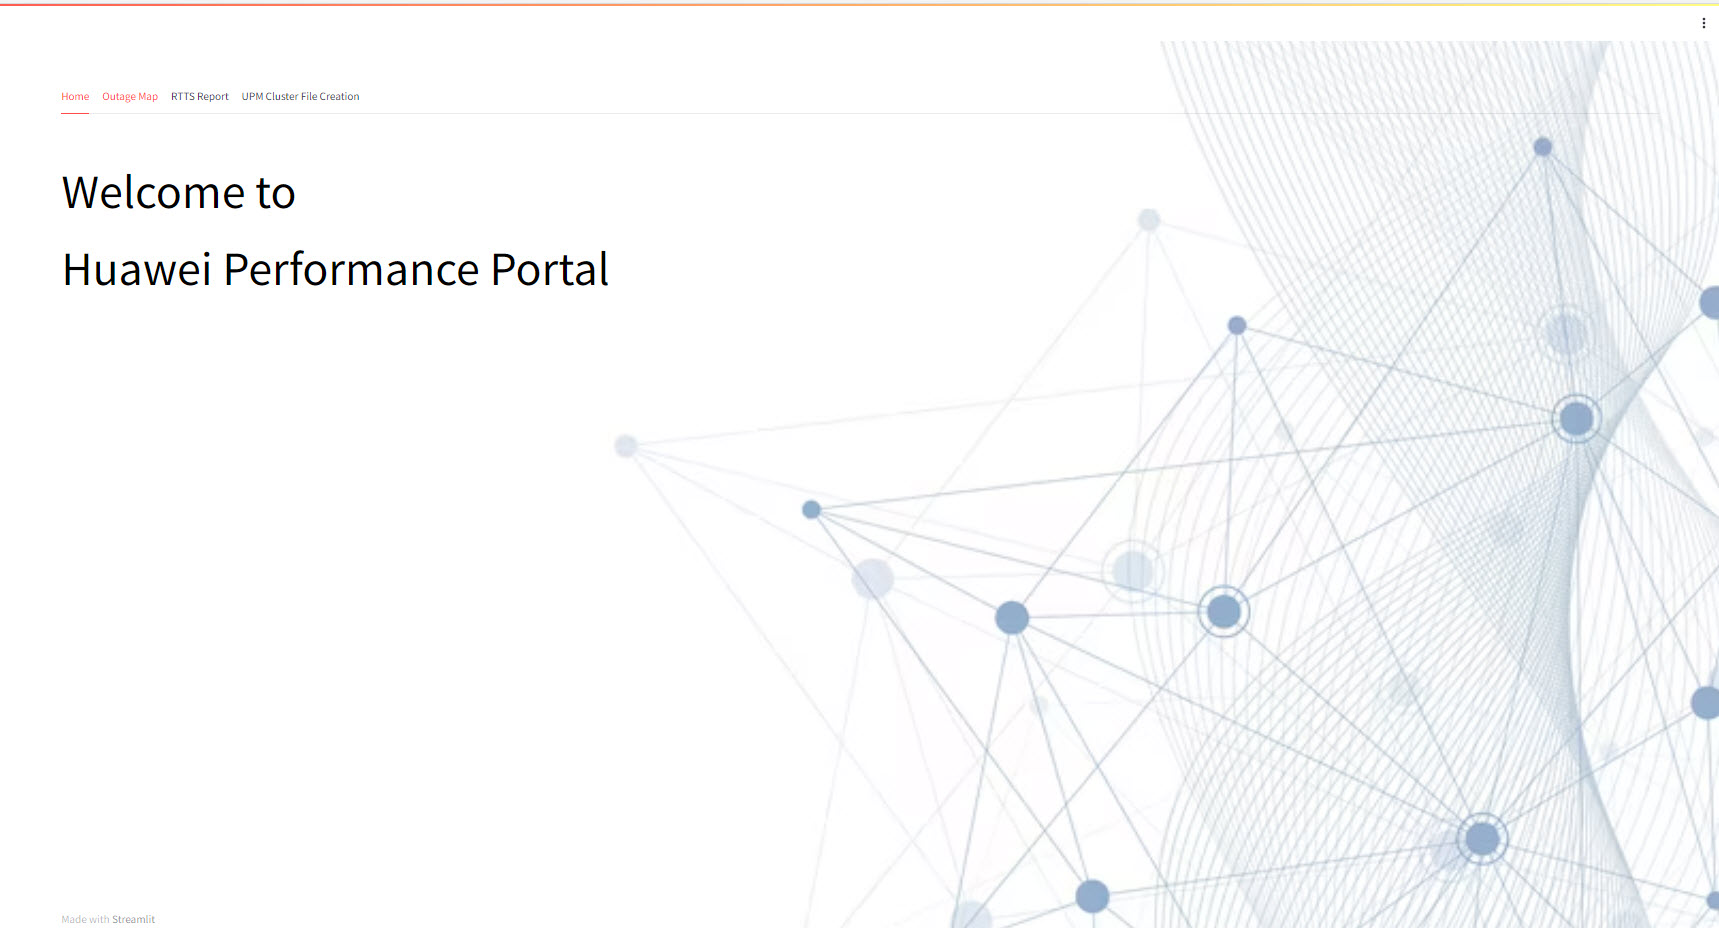 Home Outage Map RTTS Report UPM Cluster File Creation
Welcome to
Huawei Performance Portal
Made with Streamlit